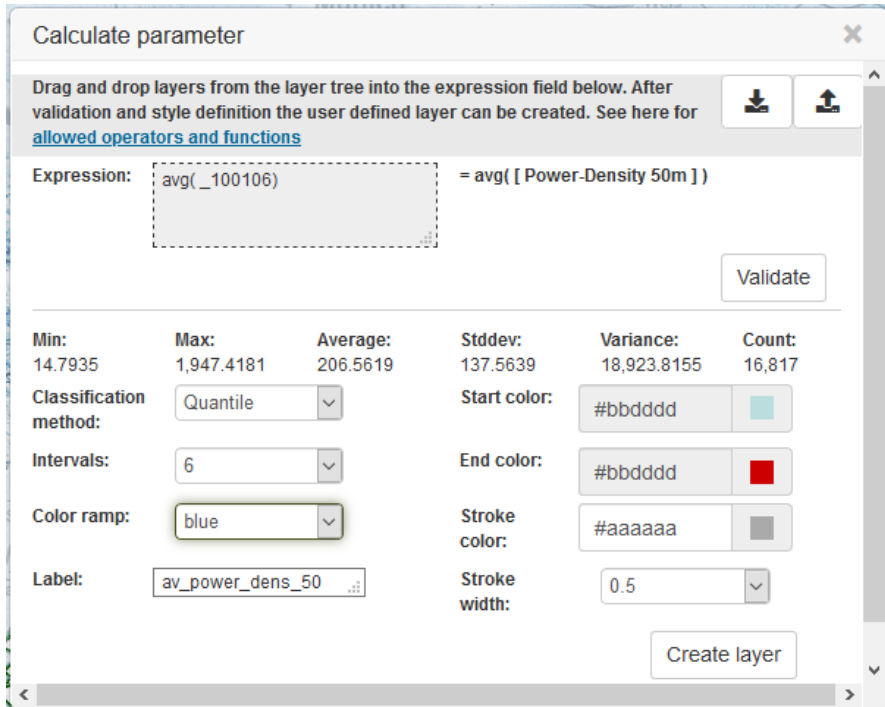 Calculate parameter
Drag and drop layers from the layer tree into the expression field below. After
validation and style definition the user defined layer can be created. See here for
allowed operators and functions
Expression: avg( _100106) = avg( [ Power-Density 50m ] )
Validate
Min: Max: Average: Stddev: Variance: Count:
14.7935 1,947.4181 206.5619 137.5639 18,923.8155 16,817
Classification method: Quantile Start color: #bbdddd
Intervals: 6 End color: #bbdddd
Color ramp: blue Stroke color: #aaaaaa
Label: av_power_dens_50 Stroke width: 0.5
Create layer